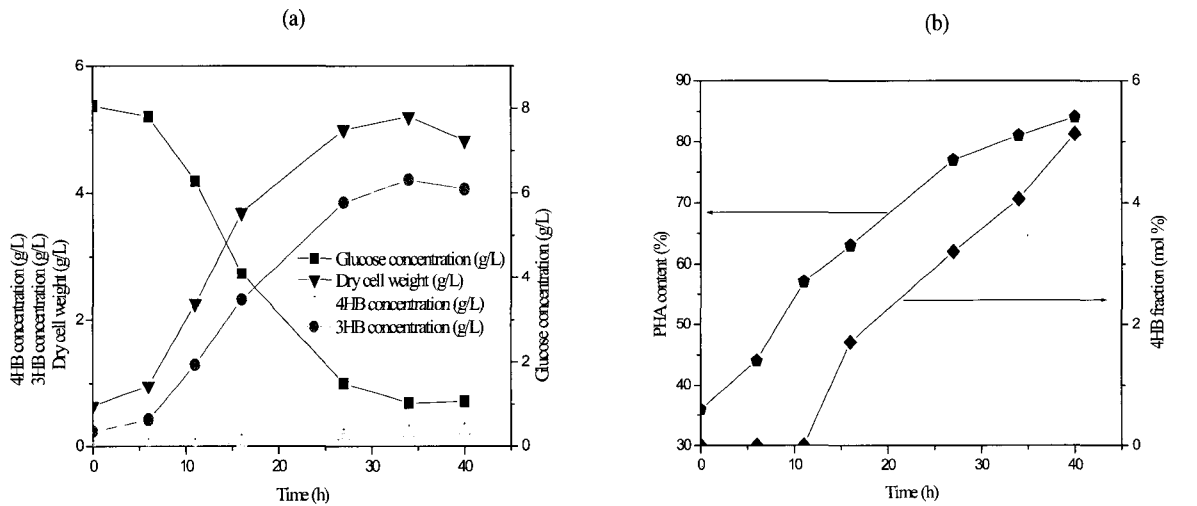 (a)
6
4
2
0
4HB concentration (g/L)
3HB concentration (g/L)
Dry cell weight (g/L)
8
6
4
2
0
Glucose concentration (g/L)
Glucose concentration (g/L)
Dry cell weight (g/L)
4HB concentration (g/L)
3HB concentration (g/L)
0 10 20 30 40
Time (h)
(b)
90
80
70
60
50
40
30
PHA content (%)
6
4
2
0
4HB fraction (mol %)
0 10 20 30 40
Time (h)